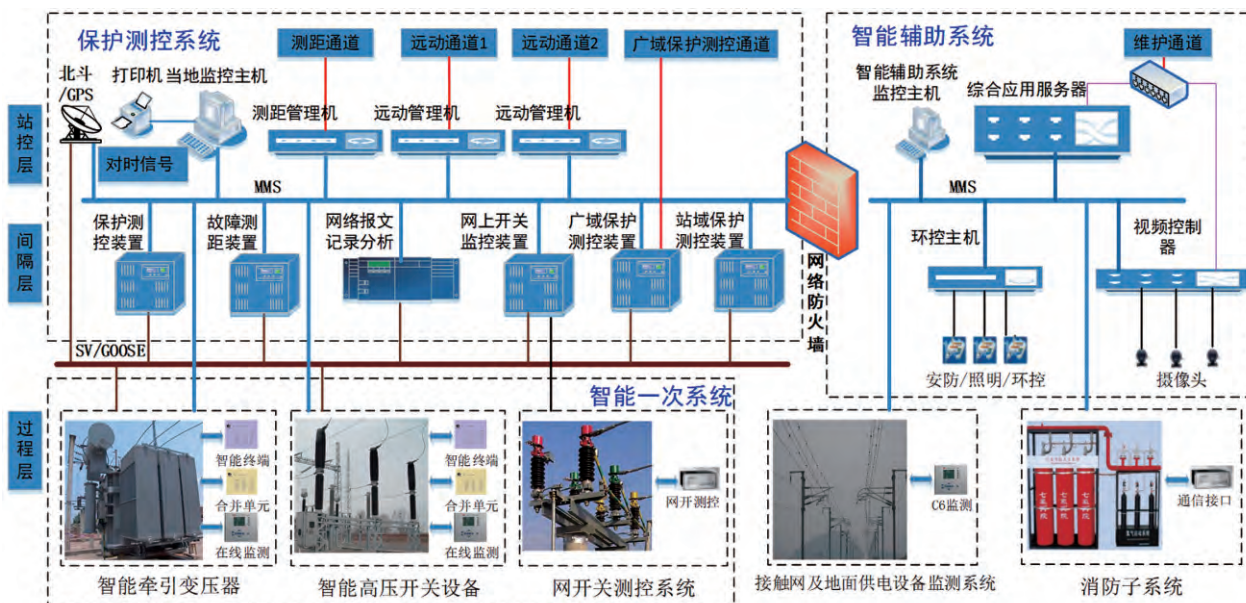 保护测控系统
测距通道
远动通道1
远动通道2
广域保护测控通道
智能辅助系统
维护通道
北斗
/GPS
打印机
当地监控主机
测距管理机
远动管理机
远动管理机
智能辅助系统
监控主机
综合应用服务器
站控层
对时信号
MMS
MMS
间隔层
保护测
控装置
故障测
距装置
网络报文
记录分析
网上开关
监控装置
广域保护
测控装置
站域保护
测控装置
网络防火墙
环控主机
视频控制
器
SV/GOOSE
安防/照明/环控
摄像头
智能一次系统
过程层
智能终端
合并单元
在线监测
智能终端
合并单元
在线监测
网开测控
C6监测
通信接口
智能牵引变压器
智能高压开关设备
网开关测控系统
接触网及地面供电设备监测系统
消防子系统